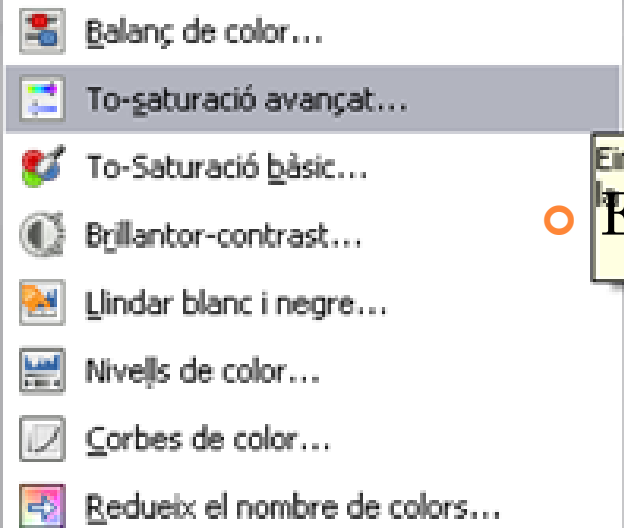 Balanç de color...
To-saturació avançat...
To-Saturació bàsic...
Brillantor-contrast...
Llindar blanc i negre...
Nivells de color...
Corbes de color...
Redueix el nombre de colors...